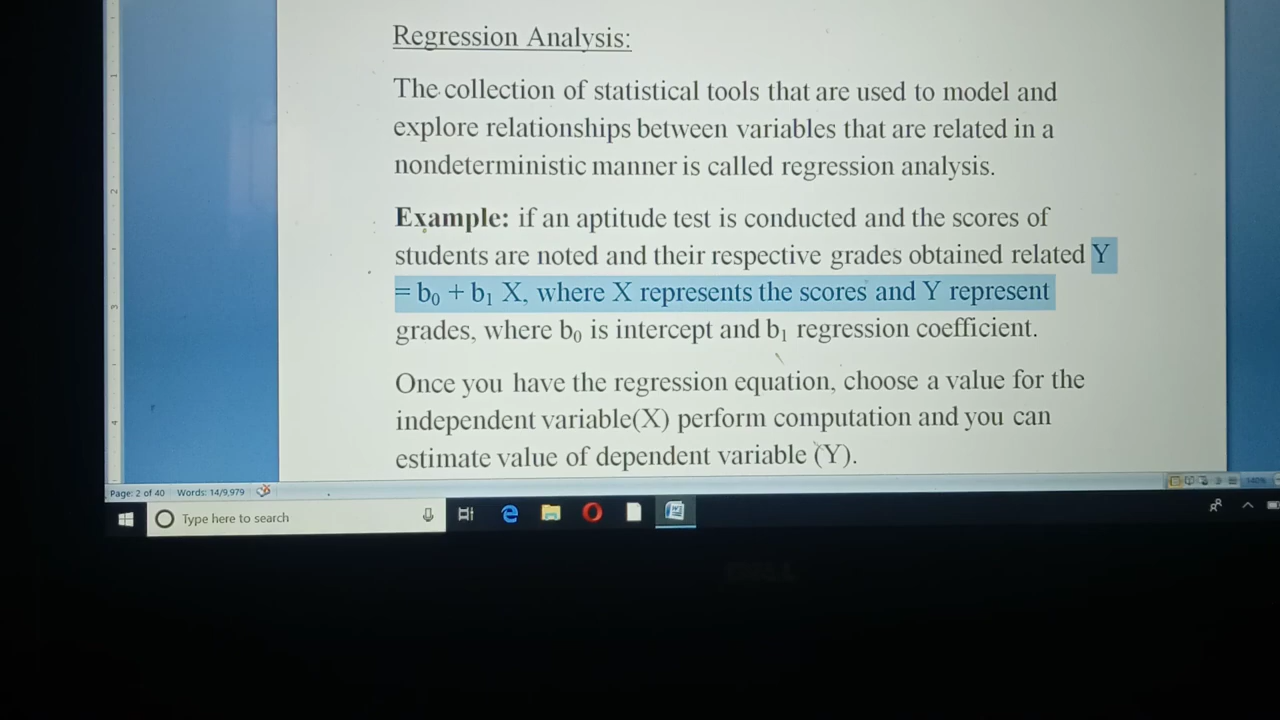 Regression Analysis:
The collection of statistical tools that are used to model and
explore relationships between variables that are related in a
nondeterministic manner is called regression analysis.
Example: if an aptitude test is conducted and the scores of
students are noted and their respective grades obtained related Y
= b₀ + b₁ X, where X represents the scores and Y represent
grades, where b₀ is intercept and b₁ regression coefficient.
Once you have the regression equation, choose a value for the
independent variable(X) perform computation and you can
estimate value of dependent variable (Y).
Page: 2 of 40 Words: 14/9,979 140%
Type here to search